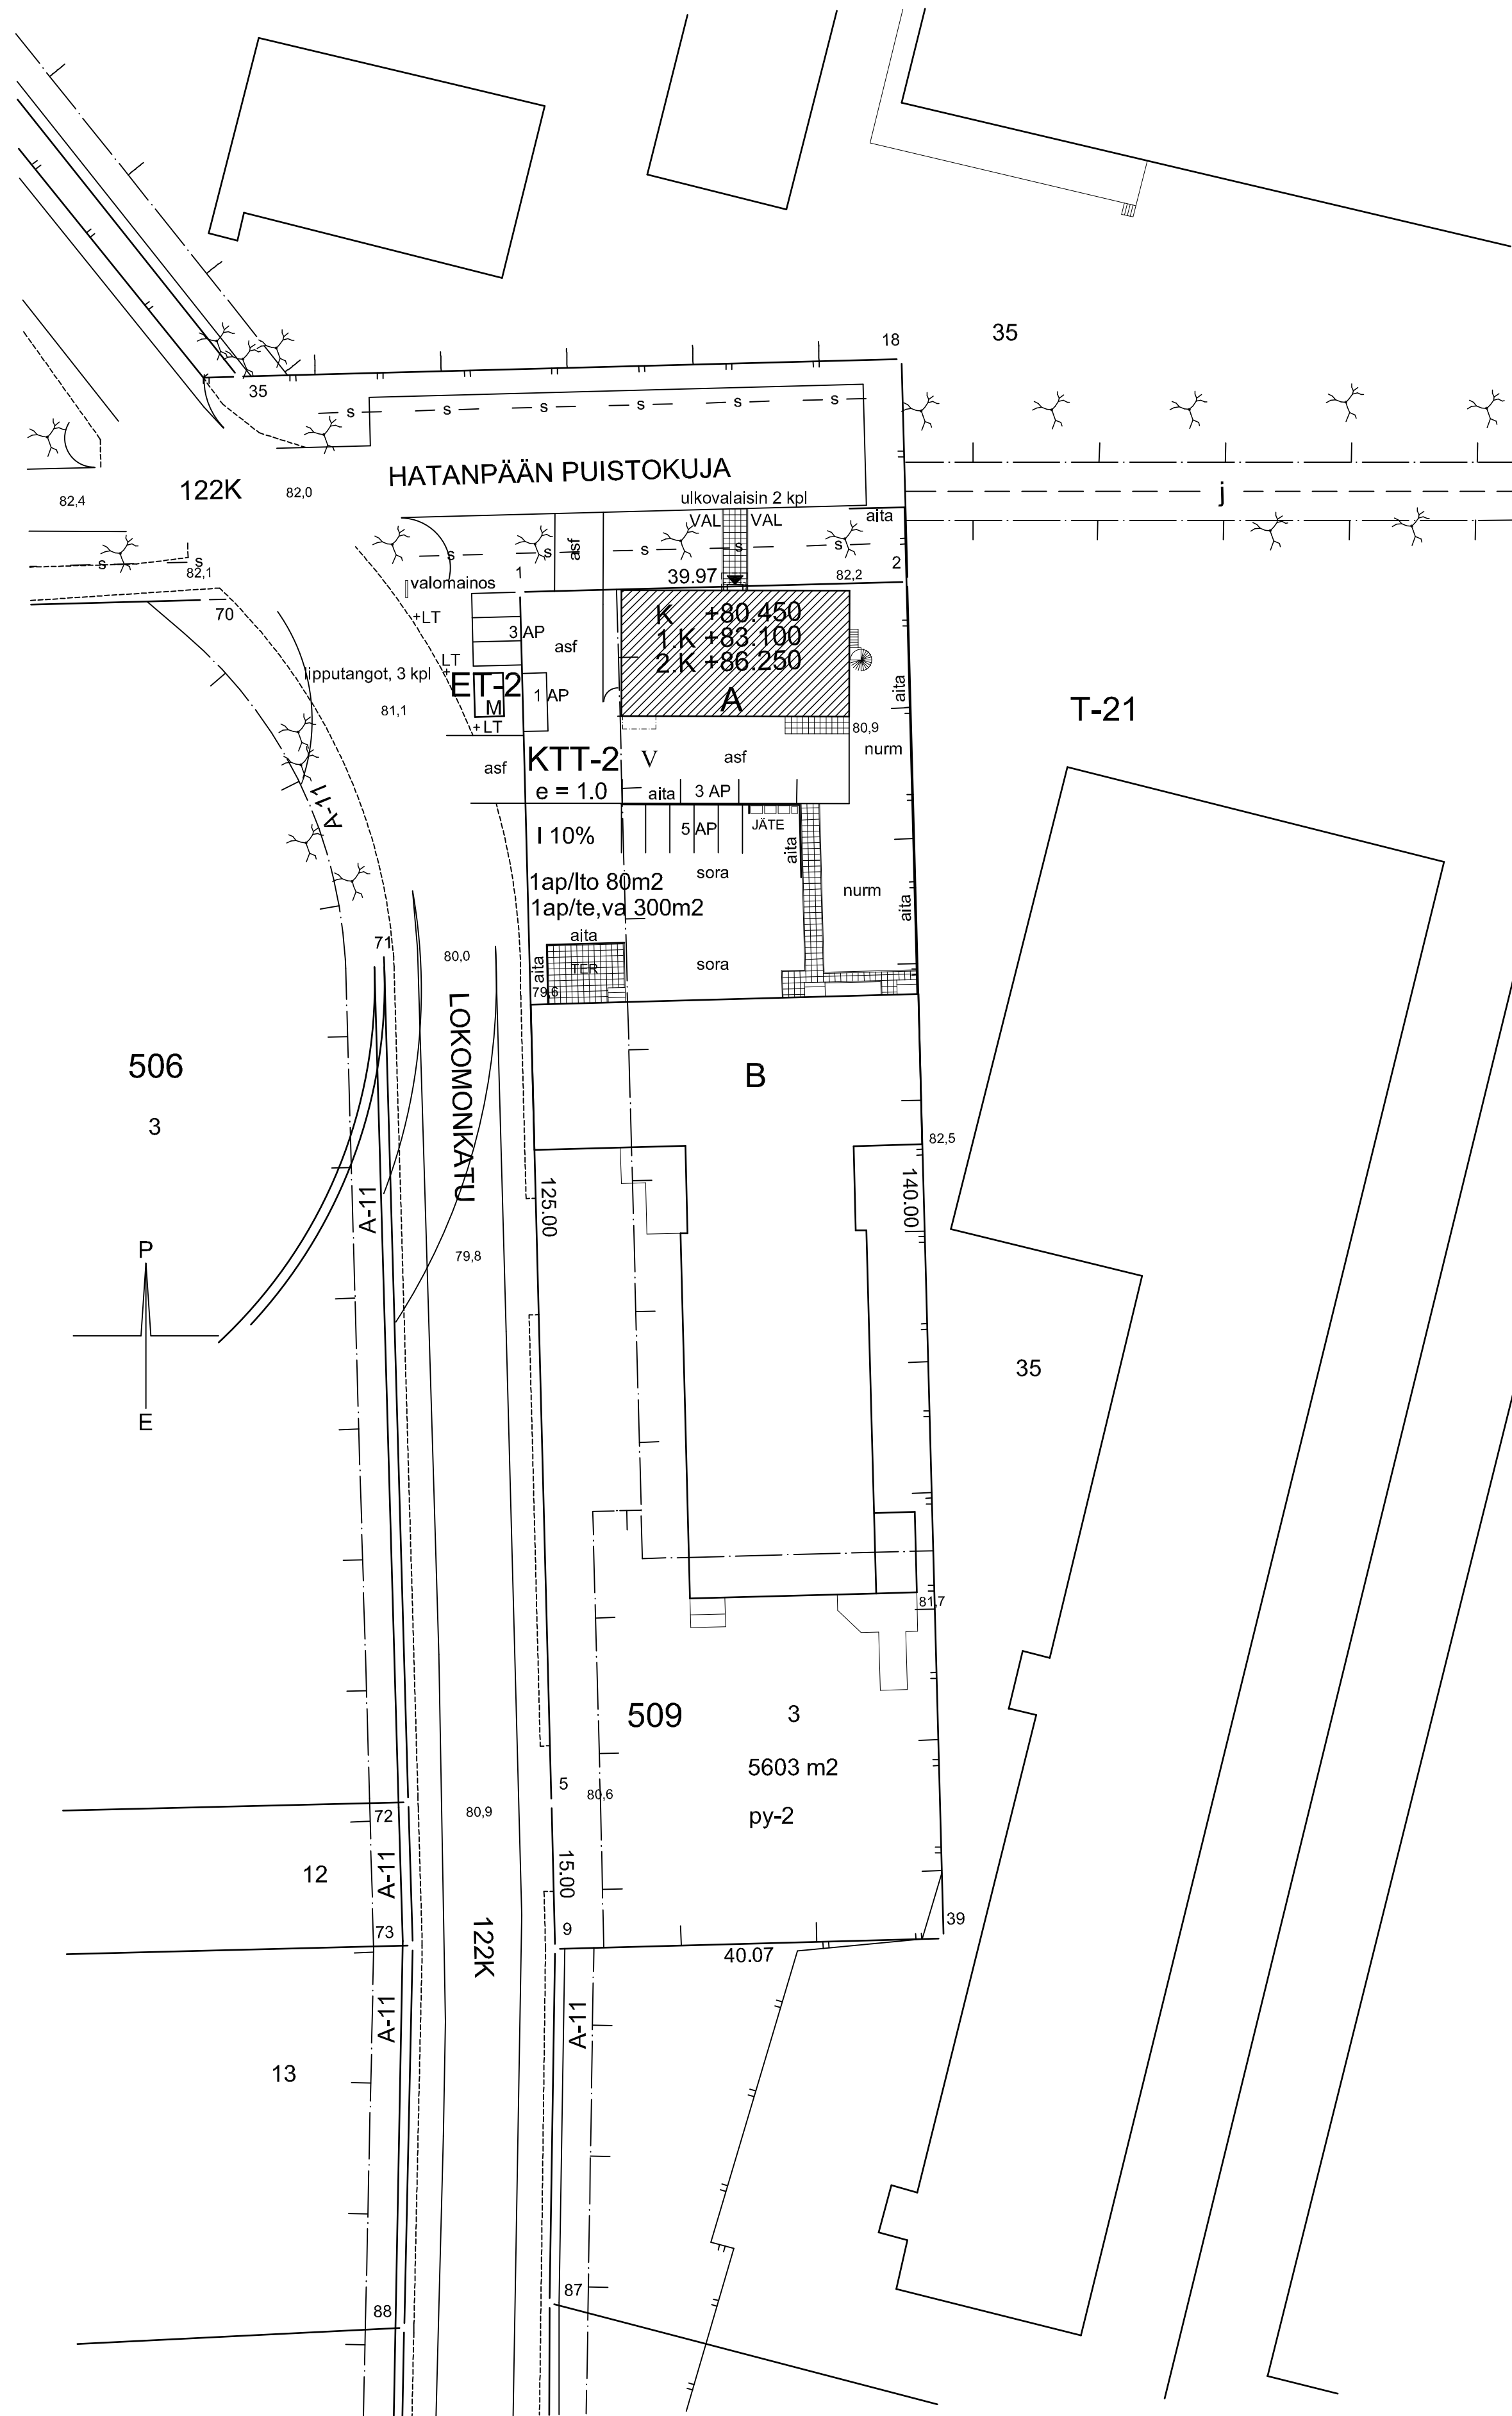 18
35
35
HATANPÄÄN PUISTOKUJA
122K
82,0
82,4
j
ulkovalaisin 2 kpl
VAL
VAL
aita
s
s
s
s
s
s
s
s
s
s
s
s
s
asf
1
39.97
82,2
2
82,1
70
valomainos
+LT
3 AP
asf
K +80.450
1.K +83.100
2.K +86.250
A
LT
+
lipputangot, 3 kpl
ET-2
M
1 AP
81,1
+LT
aita
80,9
T-21
asf
KTT-2
V
asf
nurm
e = 1.0
aita
3 AP
A-11
I 10%
5 AP
JÄTE
aita
sora
1ap/lto 80m2
1ap/te,va 300m2
nurm
aita
aita
71
80,0
aita
TER
sora
79,6
LOKOMONKATU
506
B
3
82,5
A-11
125.00
140.00
P
79,8
E
35
81,7
509
3
5603 m2
5
80,6
py-2
72
80,9
12
A-11
15.00
73
122K
9
39
40.07
13
A-11
A-11
87
88